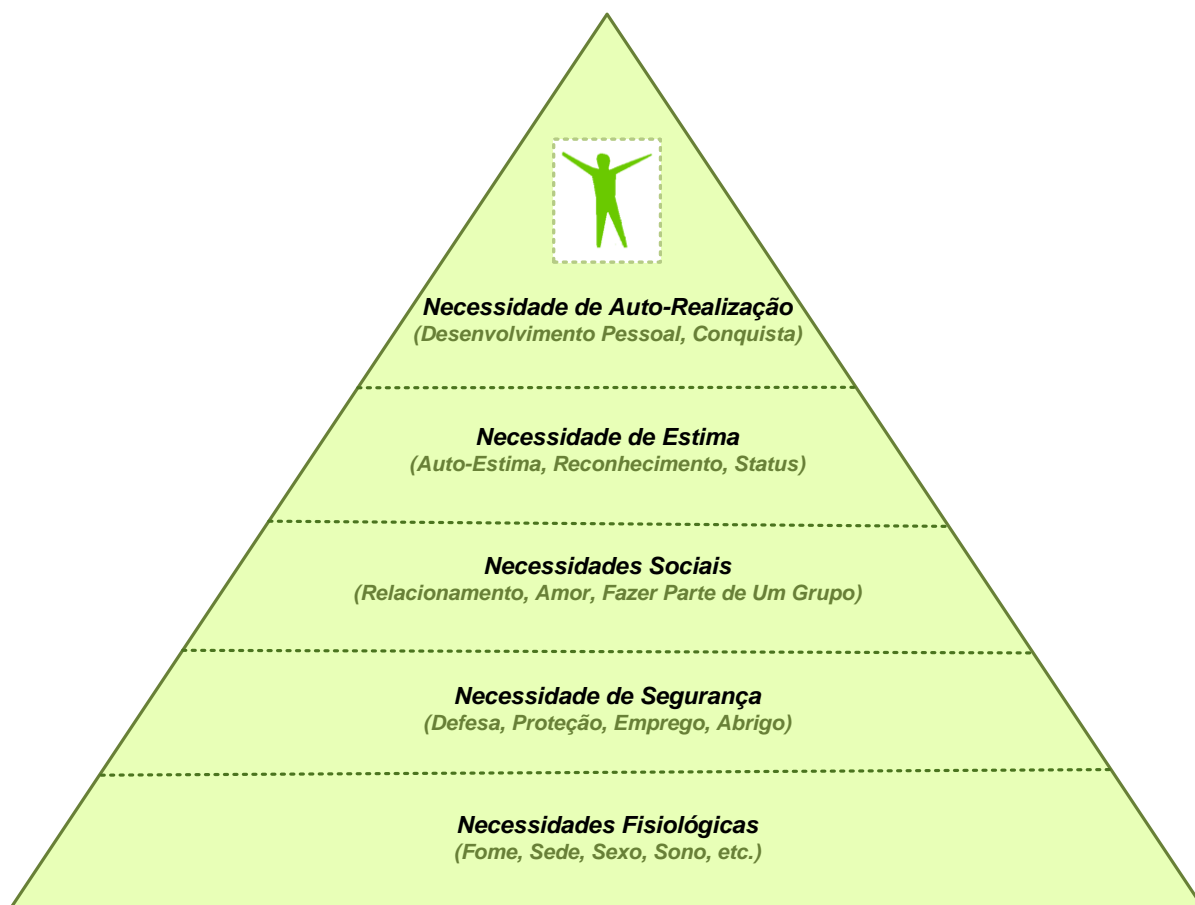 Necessidade de Auto-Realização
(Desenvolvimento Pessoal, Conquista)
Necessidade de Estima
(Auto-Estima, Reconhecimento, Status)
Necessidades Sociais
(Relacionamento, Amor, Fazer Parte de Um Grupo)
Necessidade de Segurança
(Defesa, Proteção, Emprego, Abrigo)
Necessidades Fisiológicas
(Fome, Sede, Sexo, Sono, etc.)